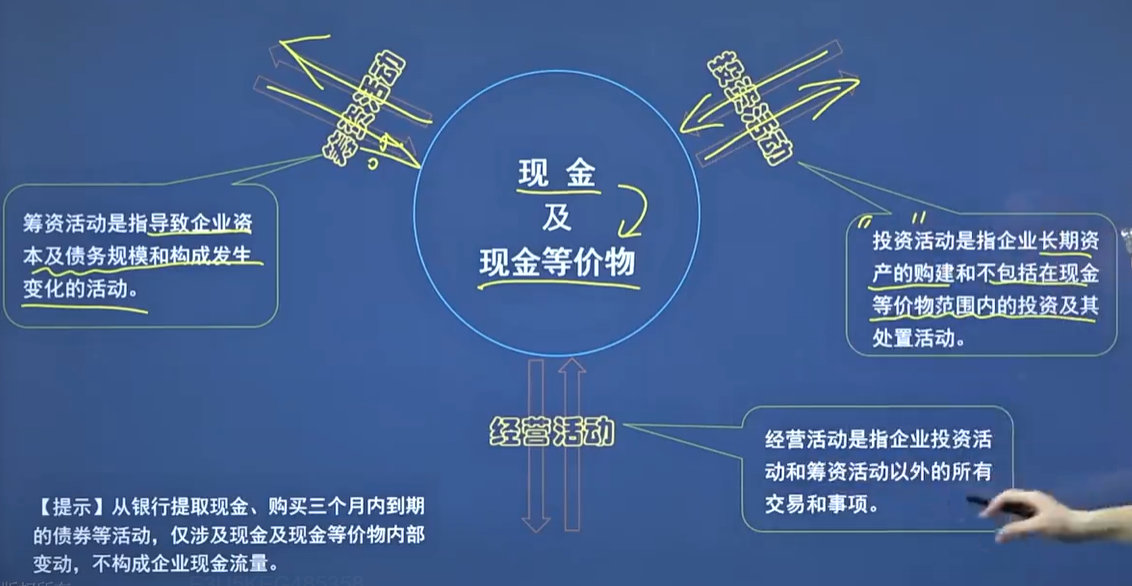 筹资活动
投资活动
现金
及
现金等价物
筹资活动是指导致企业资
本及债务规模和构成发生
变化的活动。
投资活动是指企业长期资
产的购建和不包括在现金
等价物范围内的投资及其
处置活动。
经营活动
经营活动是指企业投资活
动和筹资活动以外的所有
交易和事项。
【提示】从银行提取现金、购买三个月内到期
的债券等活动，仅涉及现金及现金等价物内部
变动，不构成企业现金流量。